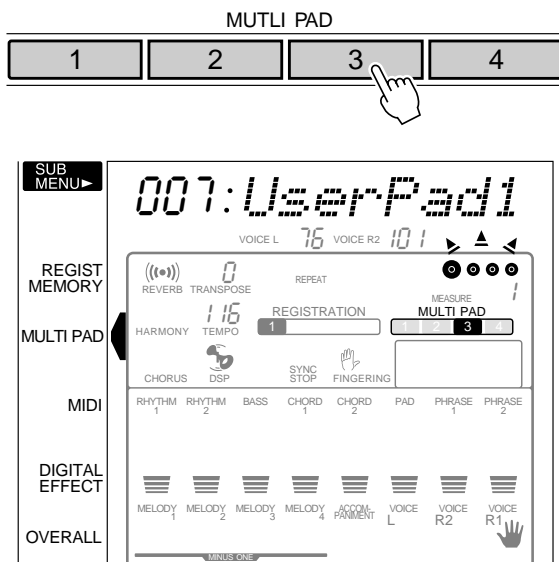 MUTLI PAD
1 2 3 4
SUB
MENU►
007:UserPad1
VOICE L 76 VOICE R2 101
REGIST
MEMORY
REVERB TRANSPOSE 0 REPEAT
MEASURE 1
MULTI PAD
HARMONY TEMPO 116
REGISTRATION
1
MULTI PAD
1 2 3 4
CHORUS DSP SYNC
STOP FINGERING
MIDI
RHYTHM
1 RHYTHM
2 BASS CHORD
1 CHORD
2 PAD PHRASE
1 PHRASE
2
DIGITAL
EFFECT
MELODY
1 MELODY
2 MELODY
3 MELODY
4 ACCOM-
PANIMENT VOICE
L VOICE
R2 VOICE
R1
OVERALL
MINUS ONE